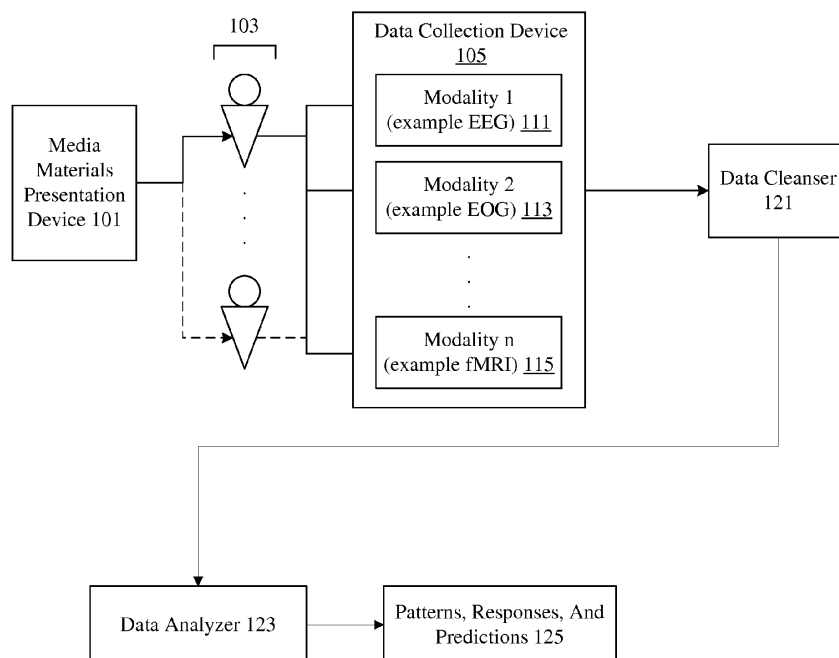 103
Media
Materials
Presentation
Device 101
Data Collection Device
105
Modality 1
(example EEG) 111
Modality 2
(example EOG) 113
Modality n
(example fMRI) 115
Data Cleanser
121
Data Analyzer 123
Patterns, Responses, And
Predictions 125